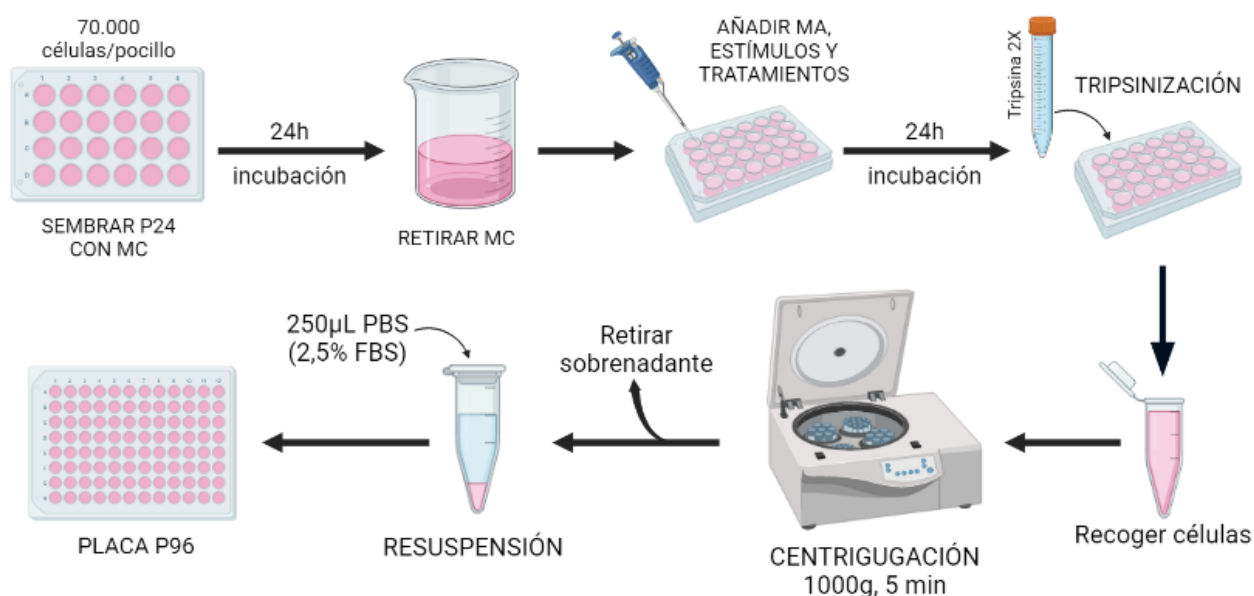 70.000
células/pocillo
SEMBRAR P24
CON MC
24h
incubación
RETIRAR MC
AÑADIR MA,
ESTÍMULOS Y
TRATAMIENTOS
24h
incubación
Tripsina 2X
TRIPSINIZACIÓN
Recoger células
CENTRIGUGACIÓN
1000g, 5 min
Retirar
sobrenadante
250µL PBS
(2,5% FBS)
RESUSPENSIÓN
PLACA P96